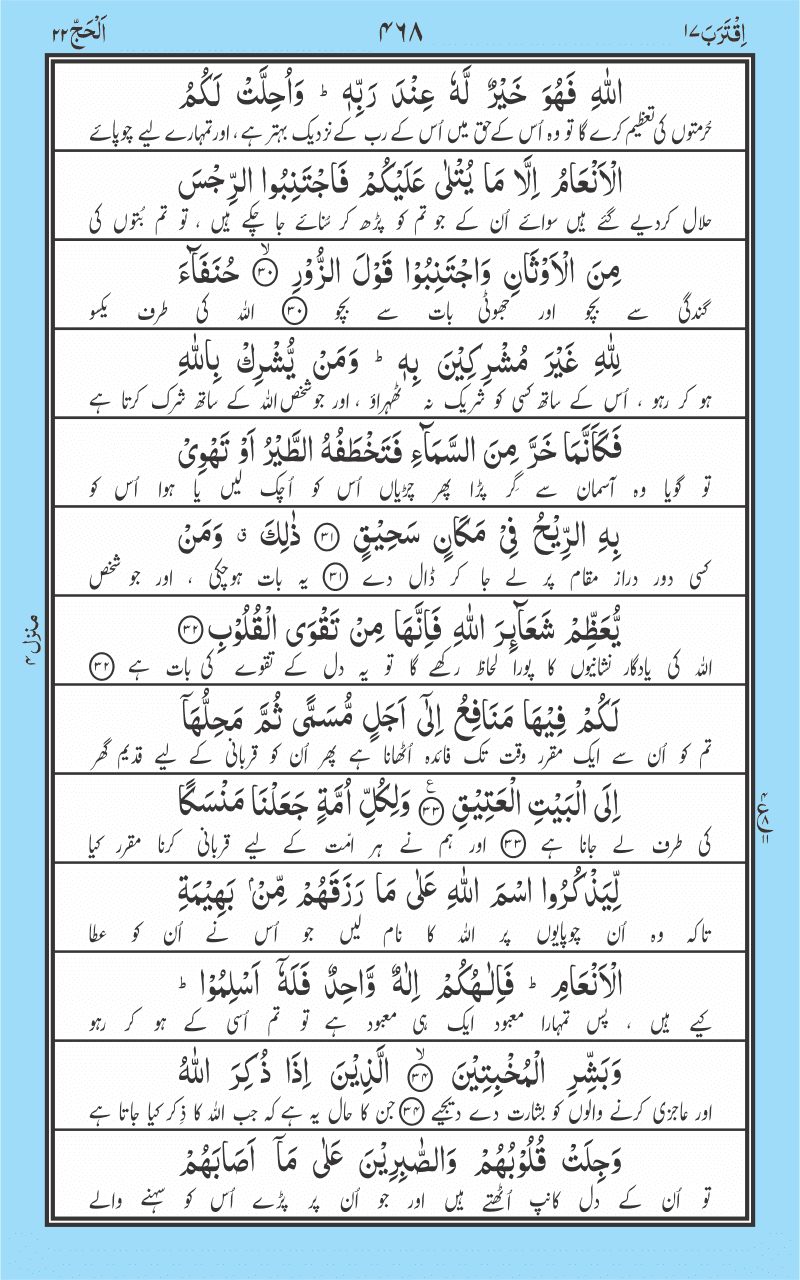 اِقْتَرَبَ ١٧
٤٦٨
اَلْحَجّ ٢٢
اللّٰهِ فَهُوَ خَيْرٌ لَّهٗ عِنْدَ رَبِّهٖ ؕ وَاُحِلَّتْ لَكُمُ
حُرمتوں کی تعظیم کرے گا تو وہ اُس کے حق میں اُس کے رب کے نزدیک بہتر ہے ، اور تمہارے لیے چوپائے
الْاَنْعَامُ اِلَّا مَا يُتْلٰى عَلَيْكُمْ فَاجْتَنِبُوا الرِّجْسَ
حلال کردیے گئے ہیں سوائے اُن کے جو تم کو پڑھ کر سُنائے جا چکے ہیں ، تو تم بُتوں کی
مِنَ الْاَوْثَانِ وَاجْتَنِبُوْا قَوْلَ الزُّوْرِ ۙ﴿٣٠﴾ حُنَفَآءَ
گندگی سے بچو اور جھوٹی بات سے بچو ﴿٣٠﴾ اللہ کی طرف یکسو
لِلّٰهِ غَيْرَ مُشْرِكِيْنَ بِهٖ ؕ وَمَنْ يُّشْرِكْ بِاللّٰهِ
ہو کر رہو ، اُس کے ساتھ کسی کو شریک نہ ٹھہراؤ ، اور جو شخص اللہ کے ساتھ شرک کرتا ہے
فَكَاَنَّمَا خَرَّ مِنَ السَّمَآءِ فَتَخْطَفُهُ الطَّيْرُ اَوْ تَهْوِيْ
تو گویا وہ آسمان سے گِر پڑا پھر چڑیاں اُس کو اُچک لیں یا ہوا اُس کو
بِهِ الرِّيْحُ فِيْ مَكَانٍ سَحِيْقٍ ﴿٣١﴾ ذٰلِكَ ۗ وَمَنْ
کسی دور دراز مقام پر لے جا کر ڈال دے ﴿٣١﴾ یہ بات ہوچکی ، اور جو شخص
يُّعَظِّمْ شَعَآئِرَ اللّٰهِ فَاِنَّهَا مِنْ تَقْوَى الْقُلُوْبِ ﴿٣٢﴾
اللہ کی یادگار نشانیوں کا پورا لحاظ رکھے گا تو یہ دل کے تقوے کی بات ہے ﴿٣٢﴾
منزل ٤
لَكُمْ فِيْهَا مَنَافِعُ اِلٰٓى اَجَلٍ مُّسَمًّى ثُمَّ مَحِلُّهَآ
تم کو اُن سے ایک مقرر وقت تک فائدہ اُٹھانا ہے پھر اُن کو قربانی کے لیے قدیم گھر
اِلَى الْبَيْتِ الْعَتِيْقِ ﴿٣٣﴾ ع وَلِكُلِّ اُمَّةٍ جَعَلْنَا مَنْسَكًا
کی طرف لے جانا ہے ﴿٣٣﴾ اور ہم نے ہر امّت کے لیے قربانی کرنا مقرر کیا
٤ ع ٨ ١١
لِّيَذْكُرُوا اسْمَ اللّٰهِ عَلٰى مَا رَزَقَهُمْ مِّنْۢ بَهِيْمَةِ
تاکہ وہ اُن چوپایوں پر اللہ کا نام لیں جو اُس نے اُن کو عطا
الْاَنْعَامِ ؕ فَاِلٰـهُكُمْ اِلٰهٌ وَّاحِدٌ فَلَهٗٓ اَسْلِمُوْا ؕ
کیے ہیں ، پس تمہارا معبود ایک ہی معبود ہے تو تم اُسی کے ہو کر رہو
وَبَشِّرِ الْمُخْبِتِيْنَ ۙ﴿٣٤﴾ الَّذِيْنَ اِذَا ذُكِرَ اللّٰهُ
اور عاجزی کرنے والوں کو بشارت دے دیجیے ﴿٣٤﴾ جن کا حال یہ ہے کہ جب اللہ کا ذِکر کیا جاتا ہے
وَجِلَتْ قُلُوْبُهُمْ وَالصّٰبِرِيْنَ عَلٰى مَآ اَصَابَهُمْ
تو اُن کے دل کانپ اُٹھتے ہیں اور جو اُن پر پڑے اُس کو سہنے والے